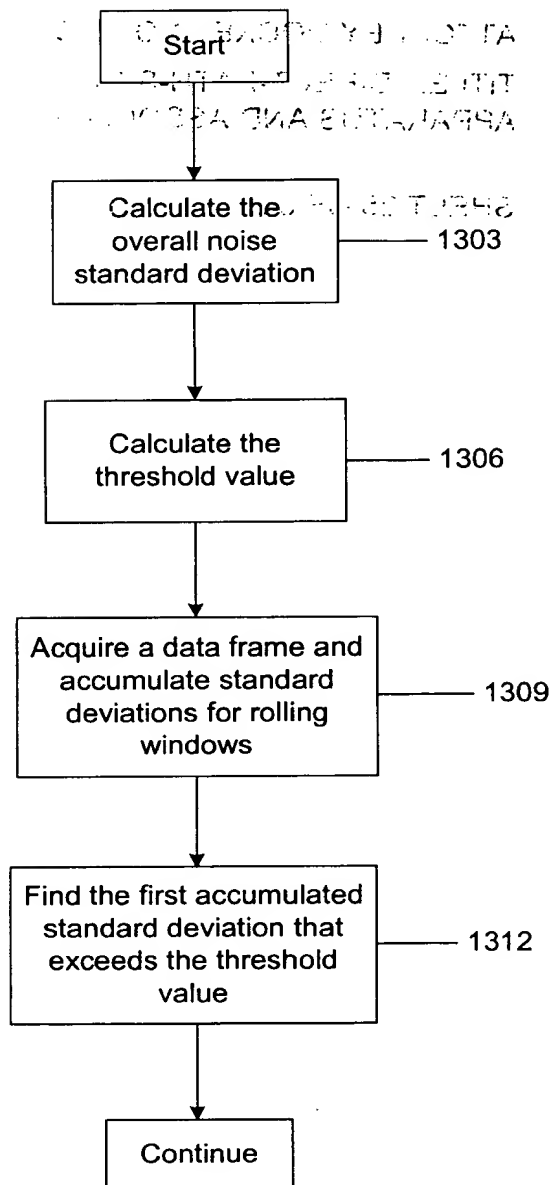 Start
Calculate the
overall noise
standard deviation
1303
Calculate the
threshold value
1306
Acquire a data frame and
accumulate standard
deviations for rolling
windows
1309
Find the first accumulated
standard deviation that
exceeds the threshold
value
1312
Continue